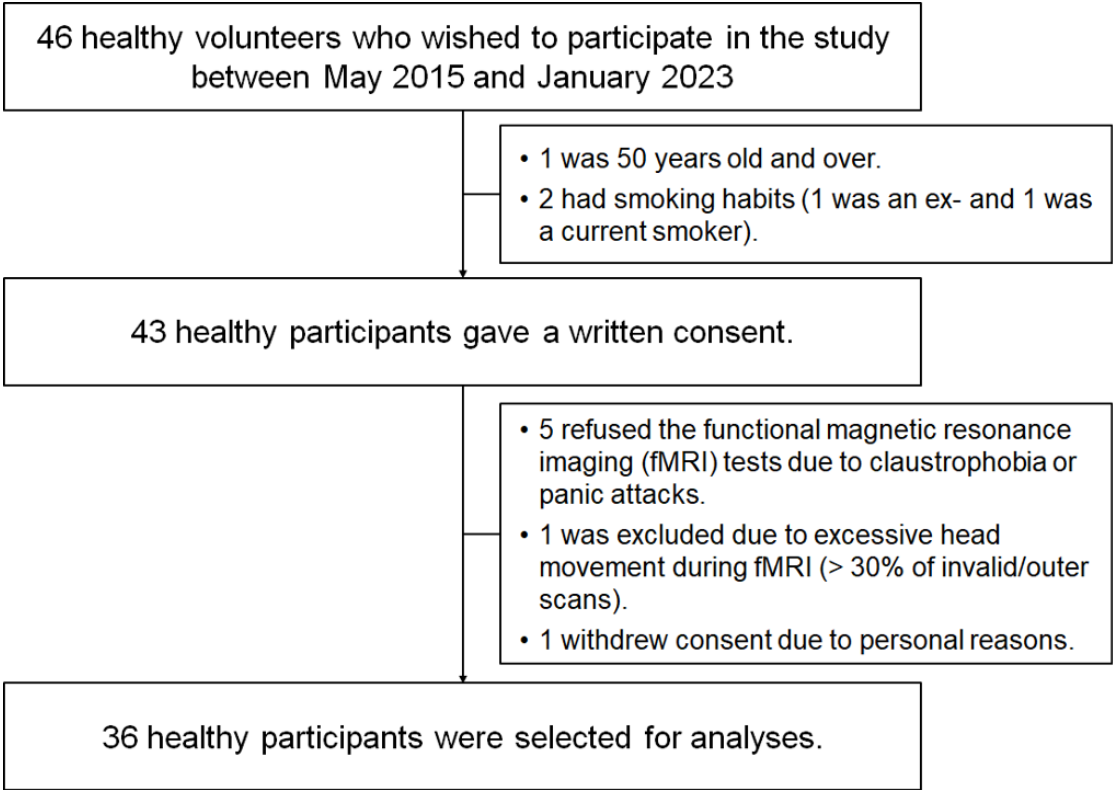 46 healthy volunteers who wished to participate in the study
between May 2015 and January 2023
• 1 was 50 years old and over.
• 2 had smoking habits (1 was an ex- and 1 was
a current smoker).
43 healthy participants gave a written consent.
• 5 refused the functional magnetic resonance
imaging (fMRI) tests due to claustrophobia or
panic attacks.
• 1 was excluded due to excessive head
movement during fMRI (> 30% of invalid/outer
scans).
• 1 withdrew consent due to personal reasons.
36 healthy participants were selected for analyses.